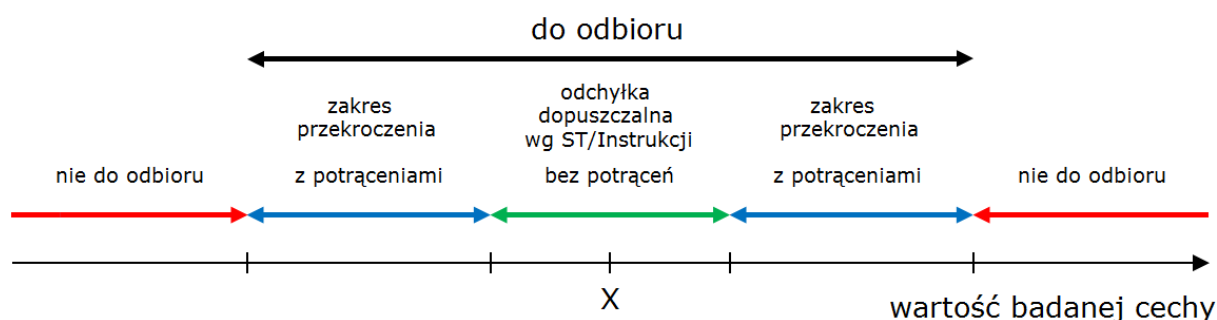 do odbioru
zakres
przekroczenia
odchyłka
dopuszczalna
wg ST/Instrukcji
zakres
przekroczenia
nie do odbioru
z potrąceniami
bez potrąceń
z potrąceniami
nie do odbioru
X
wartość badanej cechy